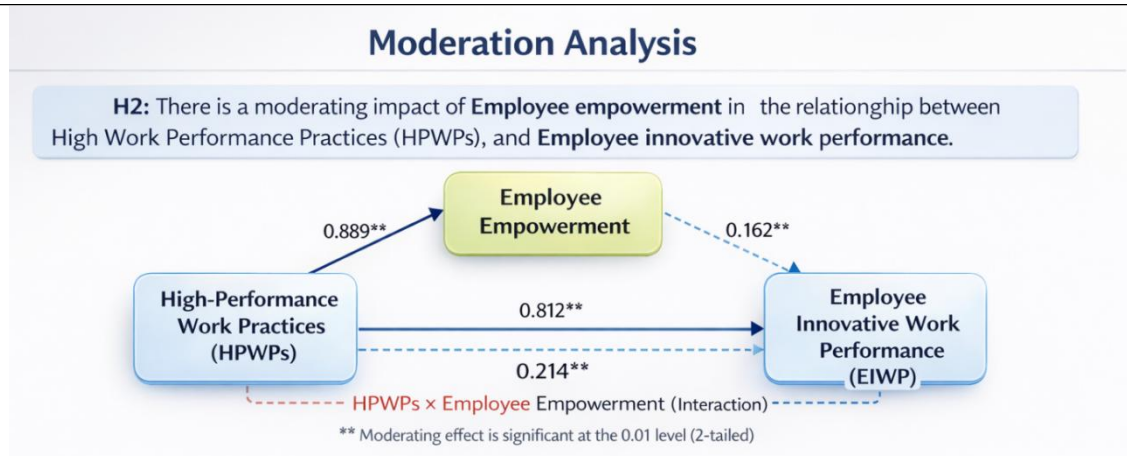 Moderation Analysis
H2: There is a moderating impact of Employee empowerment in the relationghip between
High Work Performance Practices (HPWPs), and Employee innovative work performance.
Employee
Empowerment
0.889**
0.162**
High-Performance
Work Practices
(HPWPs)
0.812**
0.214**
Employee
Innovative Work
Performance
(EIWP)
HPWPs × Employee Empowerment (Interaction)
** Moderating effect is significant at the 0.01 level (2-tailed)